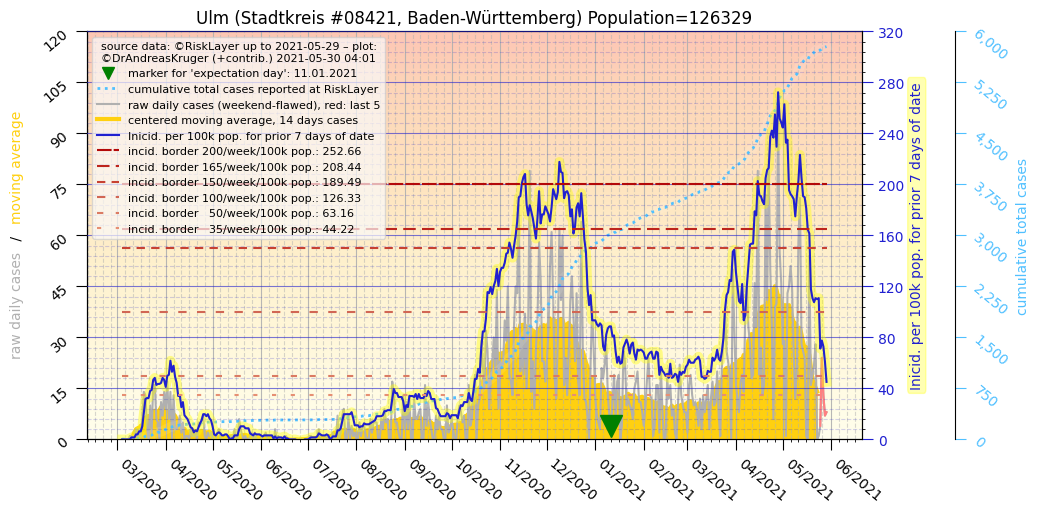 Ulm (Stadtkreis #08421, Baden-Württemberg) Population=126329
source data: ©RiskLayer up to 2021-05-29 – plot:
©DrAndreasKruger (+contrib.) 2021-05-30 04:01
marker for 'expectation day': 11.01.2021
cumulative total cases reported at RiskLayer
raw daily cases (weekend-flawed), red: last 5
centered moving average, 14 days cases
Inicid. per 100k pop. for prior 7 days of date
incid. border 200/week/100k pop.: 252.66
incid. border 165/week/100k pop.: 208.44
incid. border 150/week/100k pop.: 189.49
incid. border 100/week/100k pop.: 126.33
incid. border 50/week/100k pop.: 63.16
incid. border 35/week/100k pop.: 44.22
raw daily cases / moving average
120
105
90
75
60
45
30
15
0
320
280
240
200
160
120
80
40
0
Inicid. per 100k pop. for prior 7 days of date
6,000
5,250
4,500
3,750
3,000
2,250
1,500
750
0
cumulative total cases
03/2020
04/2020
05/2020
06/2020
07/2020
08/2020
09/2020
10/2020
11/2020
12/2020
01/2021
02/2021
03/2021
04/2021
05/2021
06/2021